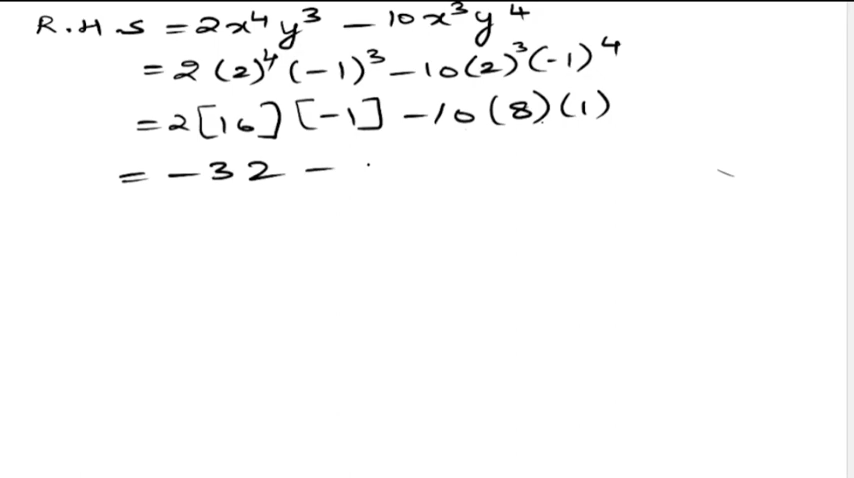 R.H.S = 2x⁴y³ - 10x³y⁴
= 2(2)⁴(-1)³ - 10(2)³(-1)⁴
= 2[16][-1] - 10(8)(1)
= -32 -